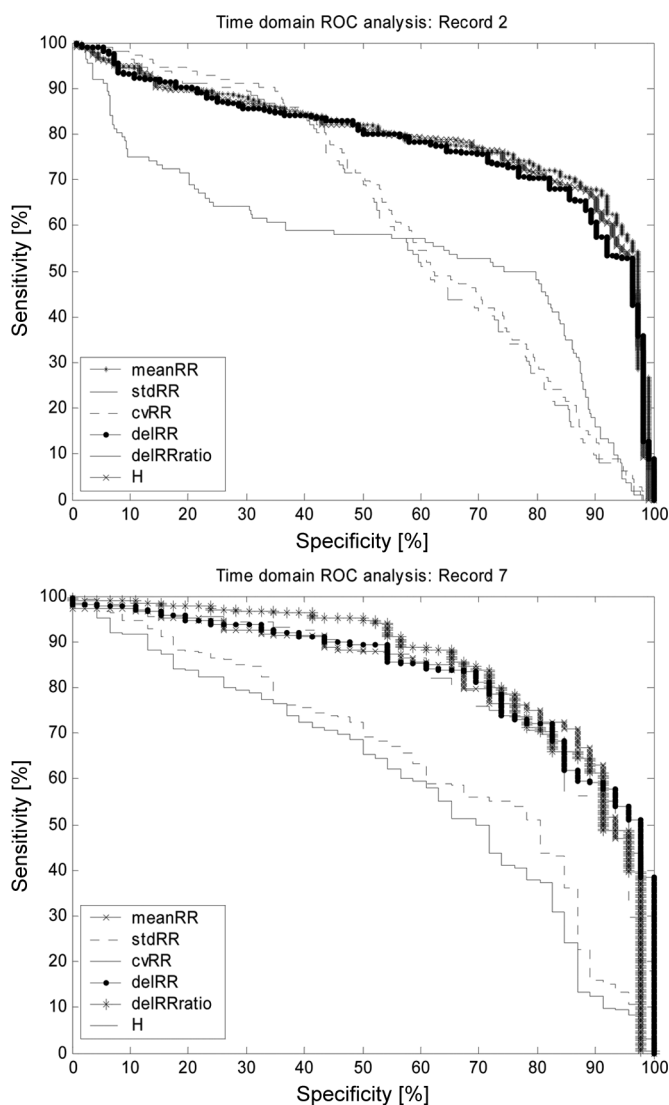 Time domain ROC analysis: Record 2
100
90
80
70
60
50
40
30
20
10
0
Sensitivity [%]
meanRR
stdRR
cvRR
delRR
delRRratio
H
0 10 20 30 40 50 60 70 80 90 100
Specificity [%]
Time domain ROC analysis: Record 7
100
90
80
70
60
50
40
30
20
10
0
Sensitivity [%]
meanRR
stdRR
cvRR
delRR
delRRratio
H
0 10 20 30 40 50 60 70 80 90 100
Specificity [%]